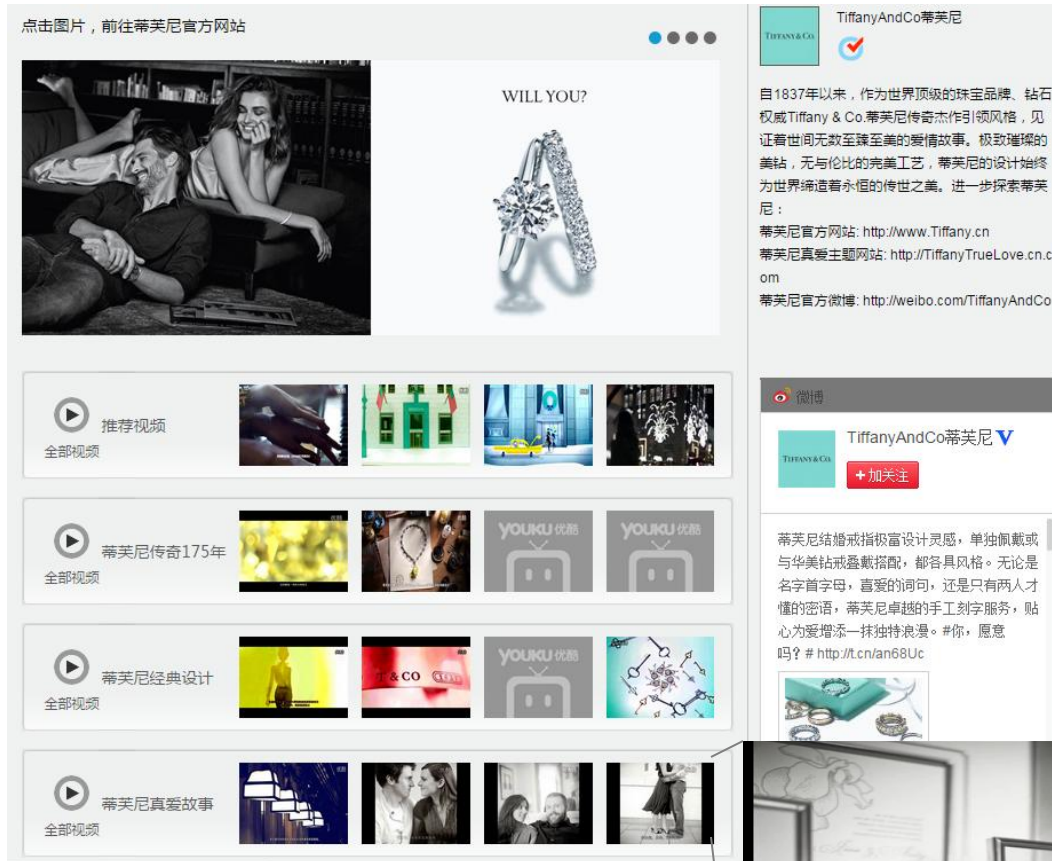 点击图片，前往蒂芙尼官方网站
WILL YOU?
推荐视频
全部视频
蒂芙尼传奇175年
全部视频
YOUKU优酷
YOUKU优酷
蒂芙尼经典设计
全部视频
T & CO
YOUKU优酷
蒂芙尼真爱故事
全部视频
TIFFANY & CO.
TiffanyAndCo蒂芙尼
自1837年以来，作为世界顶级的珠宝品牌、钻石
权威Tiffany & Co.蒂芙尼传奇杰作引领风格，见
证着世间无数至臻至美的爱情故事。极致璀璨的
美钻，无与伦比的完美工艺，蒂芙尼的设计始终
为世界缔造着永恒的传世之美。进一步探索蒂芙
尼：
蒂芙尼官方网站: http://www.Tiffany.cn
蒂芙尼真爱主题网站: http://TiffanyTrueLove.cn.c
om
蒂芙尼官方微博: http://weibo.com/TiffanyAndCo
微博
TIFFANY & CO.
TiffanyAndCo蒂芙尼V
+加关注
蒂芙尼结婚戒指极富设计灵感，单独佩戴或
与华美钻戒叠戴搭配，都各具风格。无论是
名字首字母，喜爱的词句，还是只有两人才
懂的密语，蒂芙尼卓越的手工刻字服务，贴
心为爱增添一抹独特浪漫。#你，愿意
吗？# http://t.cn/an68Uc